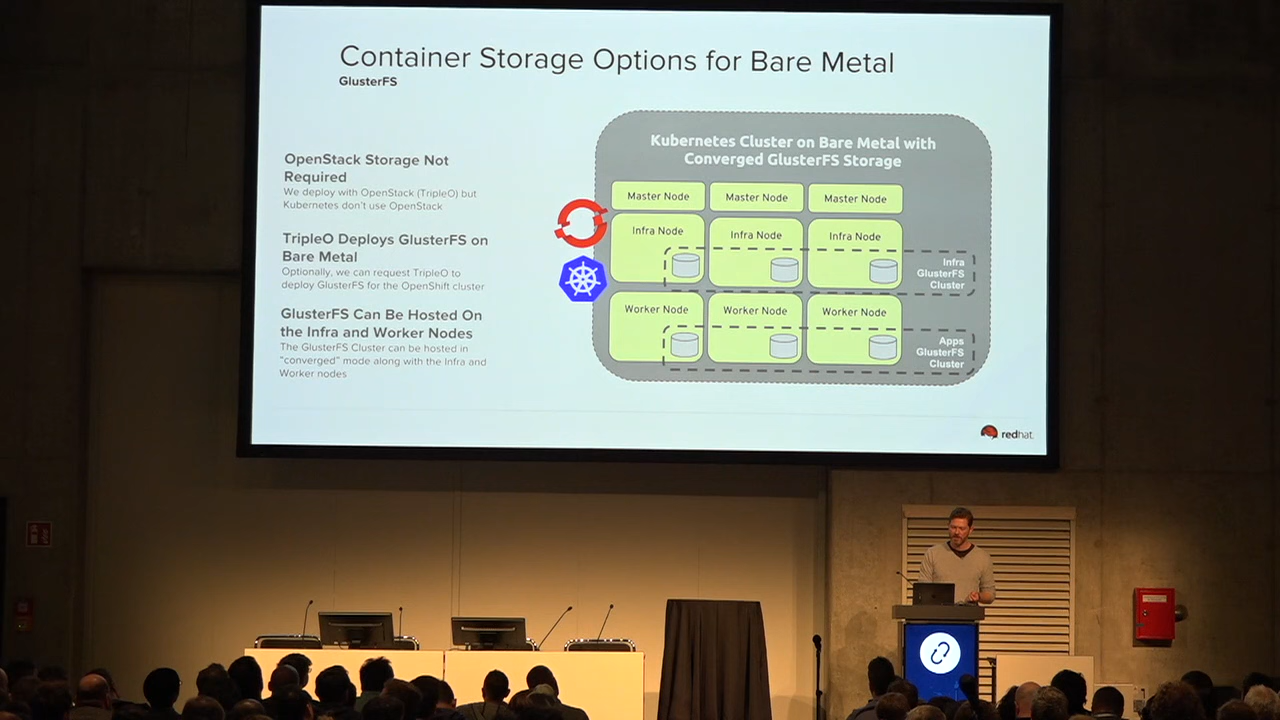 Container Storage Options for Bare Metal
GlusterFS
OpenStack Storage Not
Required
We deploy with OpenStack (TripleO) but
Kubernetes don't use OpenStack
TripleO Deploys GlusterFS on
Bare Metal
Optionally, we can request TripleO to
deploy GlusterFS for the OpenShift cluster
GlusterFS Can Be Hosted On
the Infra and Worker Nodes
The GlusterFS Cluster can be hosted in
"converged" mode along with the Infra and
Worker nodes
Kubernetes Cluster on Bare Metal with
Converged GlusterFS Storage
Master Node
Master Node
Master Node
Infra Node
Infra Node
Infra Node
Infra
GlusterFS
Cluster
Worker Node
Worker Node
Worker Node
Apps
GlusterFS
Cluster
redhat.